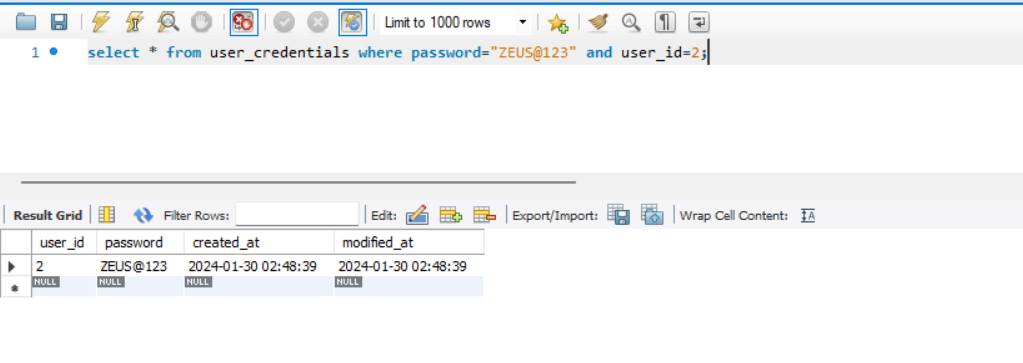 Limit to 1000 rows
1 select * from user_credentials where password="ZEUS@123" and user_id=2;
Result Grid Filter Rows: Edit: Export/Import: Wrap Cell Content:
user_id password created_at modified_at
2 ZEUS@123 2024-01-30 02:48:39 2024-01-30 02:48:39
NULL NULL NULL NULL